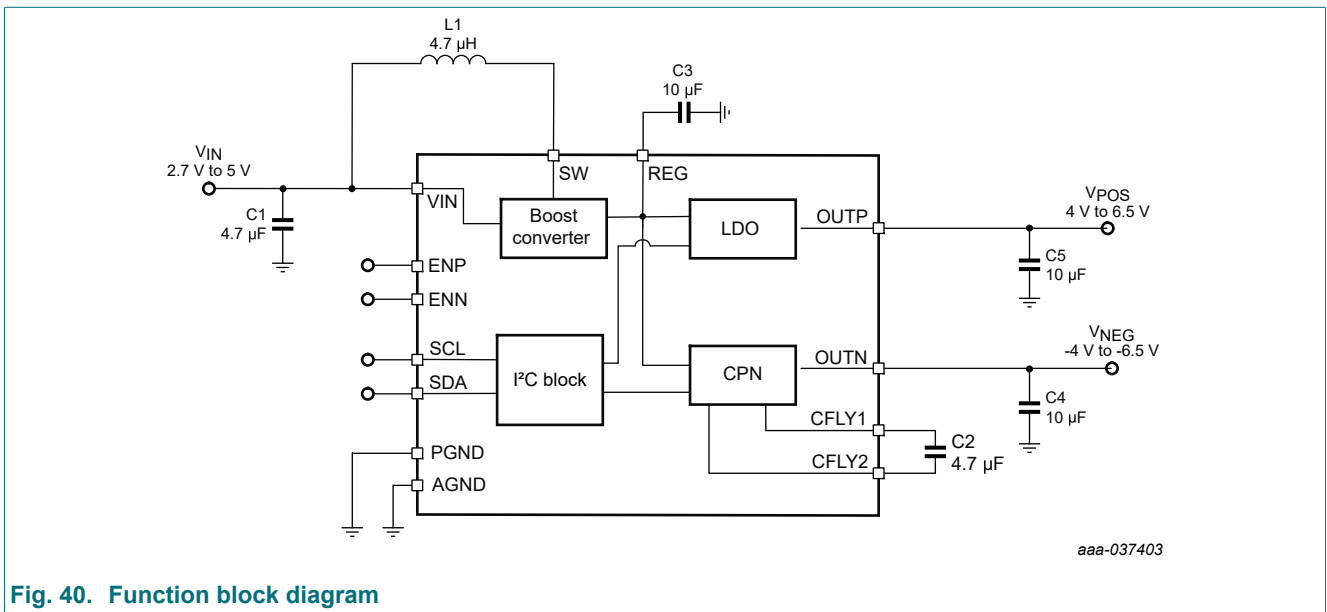 L1
4.7 µH
C3
10 µF
VIN
2.7 V to 5 V
SW
REG
VIN
C1
4.7 µF
Boost
converter
LDO
OUTP
VPOS
4 V to 6.5 V
C5
10 µF
ENP
ENN
SCL
SDA
I²C block
CPN
OUTN
VNEG
-4 V to -6.5 V
C4
10 µF
CFLY1
CFLY2
C2
4.7 µF
PGND
AGND
aaa-037403
Fig. 40. Function block diagram